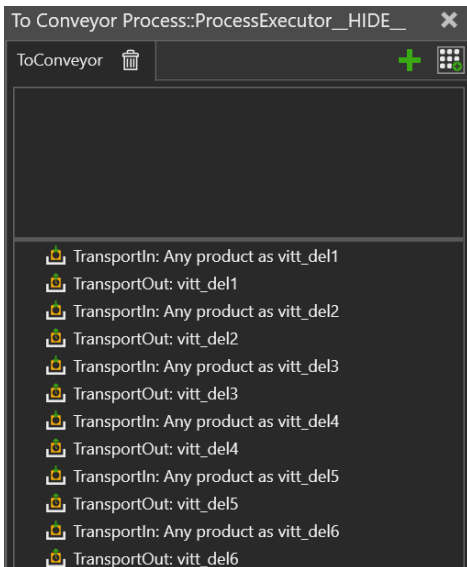 To Conveyor Process::ProcessExecutor__HIDE__
ToConveyor
TransportIn: Any product as vitt_del1
TransportOut: vitt_del1
TransportIn: Any product as vitt_del2
TransportOut: vitt_del2
TransportIn: Any product as vitt_del3
TransportOut: vitt_del3
TransportIn: Any product as vitt_del4
TransportOut: vitt_del4
TransportIn: Any product as vitt_del5
TransportOut: vitt_del5
TransportIn: Any product as vitt_del6
TransportOut: vitt_del6